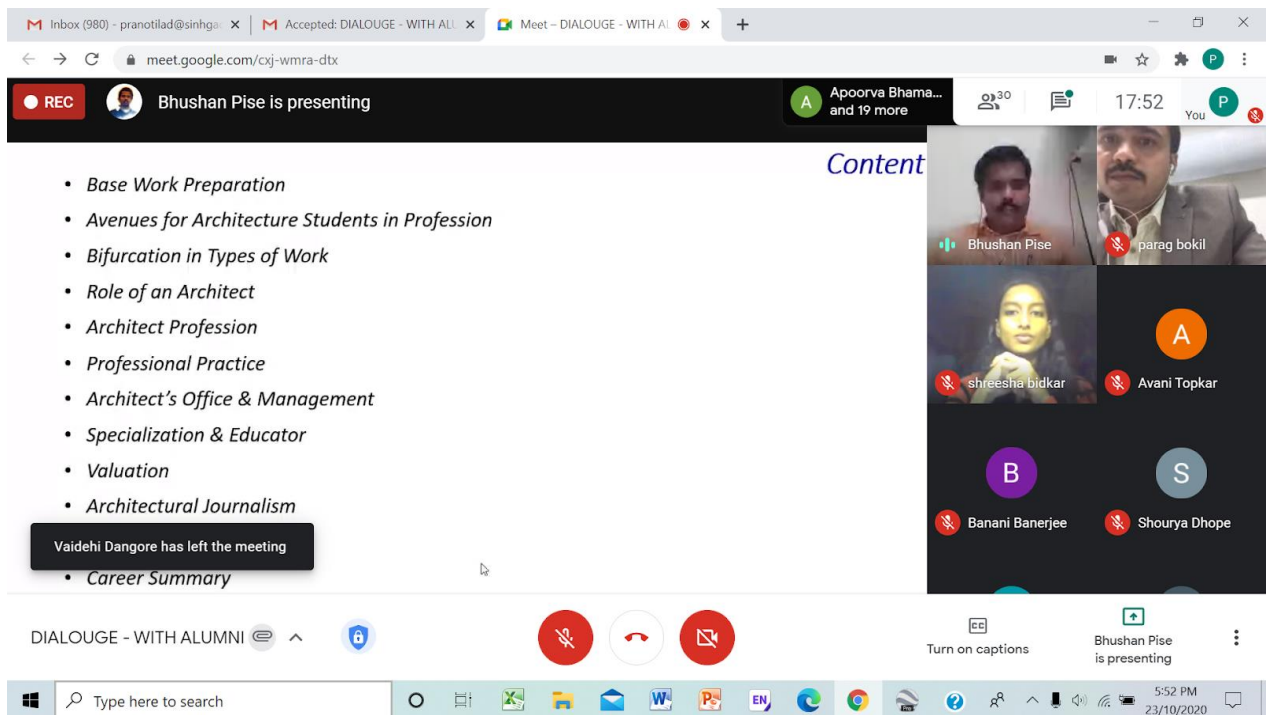 Inbox (980) - pranotilad@sinhga
Accepted: DIALOUGE - WITH ALU
Meet – DIALOUGE - WITH AL
meet.google.com/cxj-wmra-dtx
P
REC
Bhushan Pise is presenting
A
Apoorva Bhama...
and 19 more
30
17:52
You
P
Content
• Base Work Preparation
• Avenues for Architecture Students in Profession
• Bifurcation in Types of Work
• Role of an Architect
• Architect Profession
• Professional Practice
• Architect’s Office & Management
• Specialization & Educator
• Valuation
• Architectural Journalism
Vaidehi Dangore has left the meeting
• Career Summary
Bhushan Pise
parag bokil
shreesha bidkar
A
Avani Topkar
B
Banani Banerjee
S
Shourya Dhope
DIALOUGE - WITH ALUMNI
CC
Turn on captions
Bhushan Pise
is presenting
Type here to search
EN
5:52 PM
23/10/2020